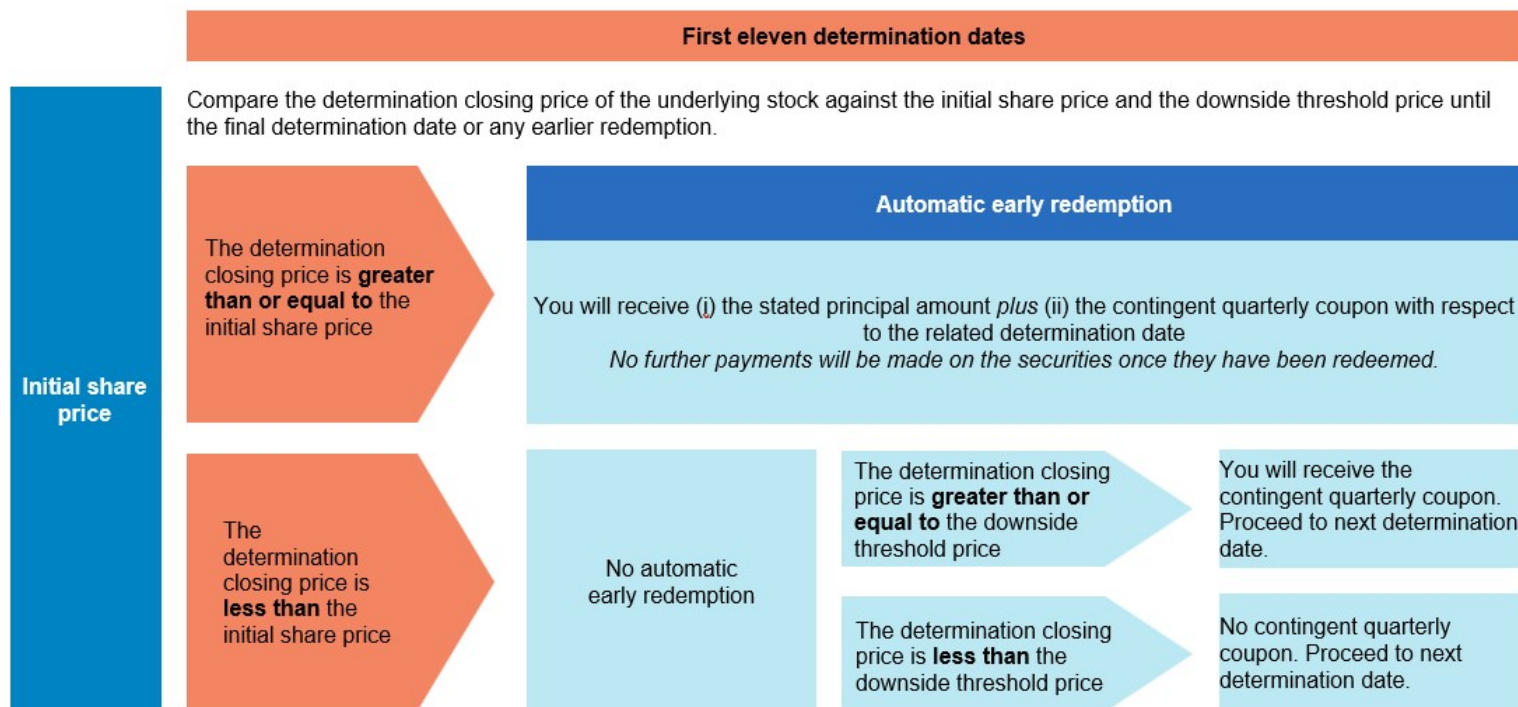 First eleven determination dates
Compare the determination closing price of the underlying stock against the initial share price and the downside threshold price until
the final determination date or any earlier redemption.
Initial share
price
The determination
closing price is greater
than or equal to the
initial share price
Automatic early redemption
You will receive (i) the stated principal amount plus (ii) the contingent quarterly coupon with respect
to the related determination date
No further payments will be made on the securities once they have been redeemed.
The
determination
closing price is
less than the
initial share price
No automatic
early redemption
The determination closing
price is greater than or
equal to the downside
threshold price
You will receive the
contingent quarterly coupon.
Proceed to next determination
date.
The determination closing
price is less than the
downside threshold price
No contingent quarterly
coupon. Proceed to next
determination date.